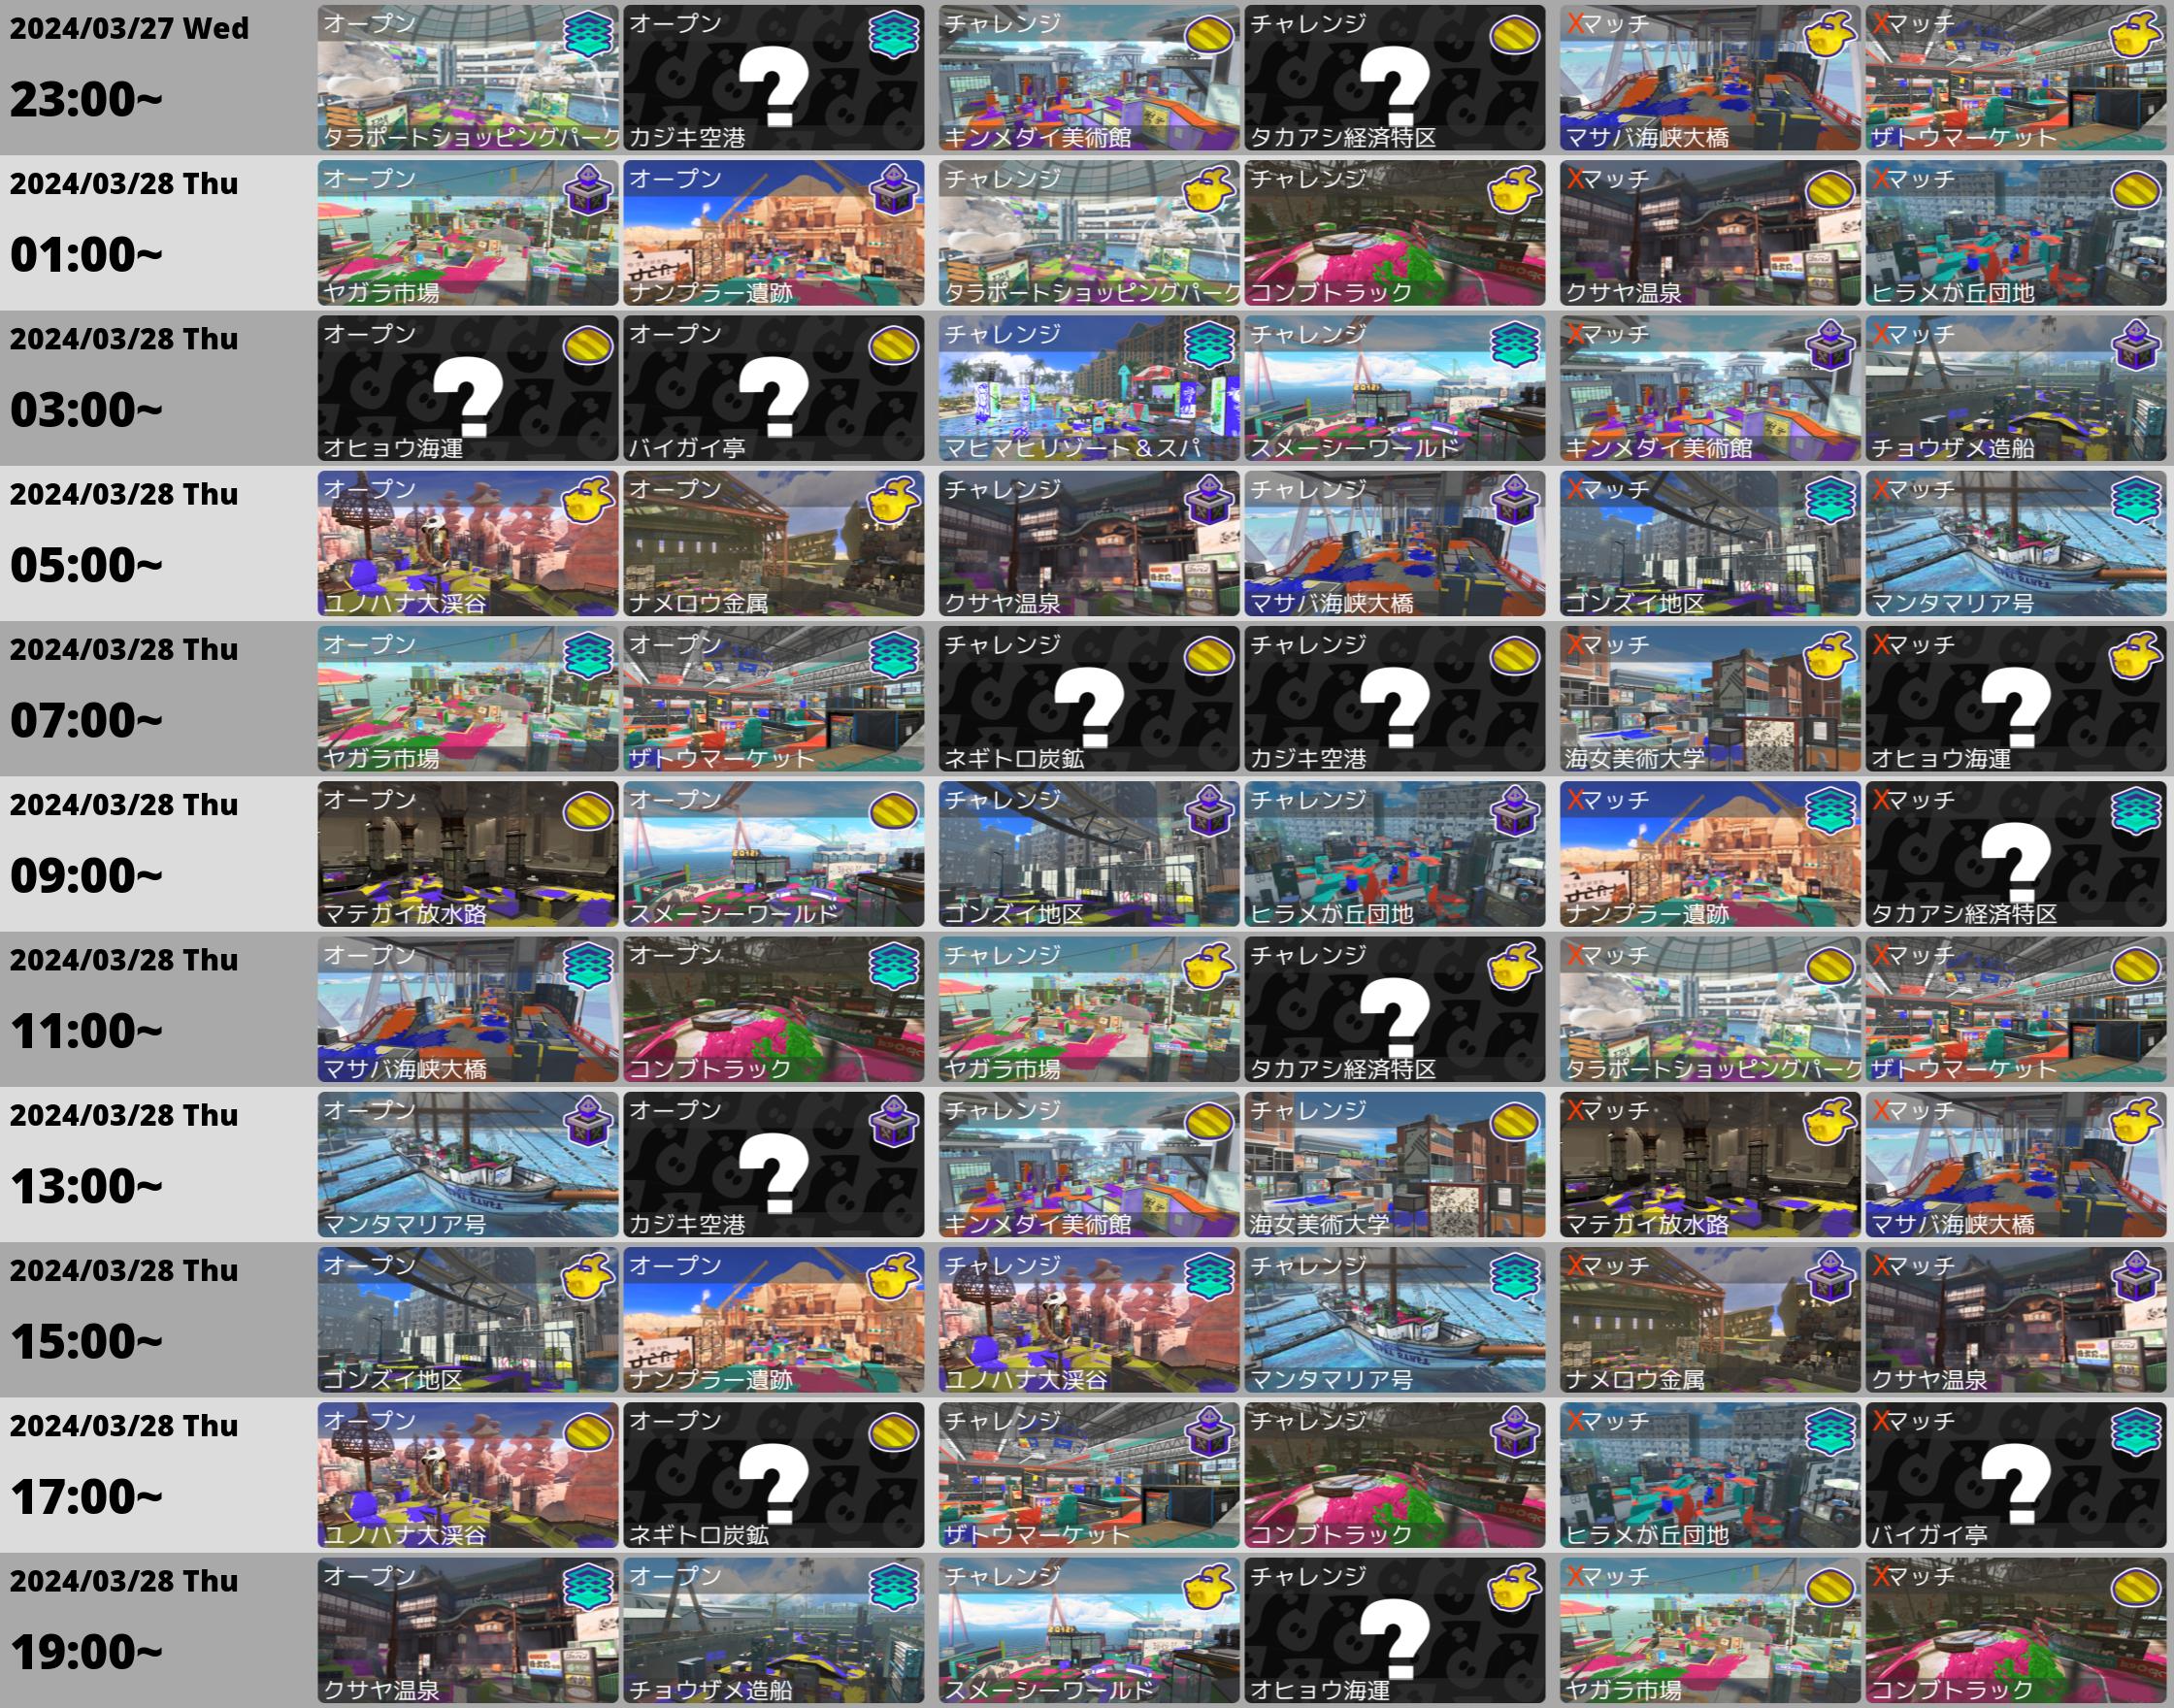 2024/03/27 Wed
23:00~
オープン
タラポートショッピングパーク
オープン
カジキ空港
チャレンジ
キンメダイ美術館
チャレンジ
タカアシ経済特区
Xマッチ
マサバ海峡大橋
Xマッチ
ザトウマーケット
2024/03/28 Thu
01:00~
オープン
ヤガラ市場
オープン
ナンプラー遺跡
チャレンジ
タラポートショッピングパーク
チャレンジ
コンブトラック
Xマッチ
クサヤ温泉
Xマッチ
ヒラメが丘団地
2024/03/28 Thu
03:00~
オープン
オヒョウ海運
オープン
バイガイ亭
チャレンジ
マヒマヒリゾート＆スパ
チャレンジ
スメーシーワールド
Xマッチ
キンメダイ美術館
Xマッチ
チョウザメ造船
2024/03/28 Thu
05:00~
オープン
ユノハナ大渓谷
オープン
ナメロウ金属
チャレンジ
クサヤ温泉
チャレンジ
マサバ海峡大橋
Xマッチ
ゴンズイ地区
Xマッチ
マンタマリア号
2024/03/28 Thu
07:00~
オープン
ヤガラ市場
オープン
ザトウマーケット
チャレンジ
ネギトロ炭鉱
チャレンジ
カジキ空港
Xマッチ
海女美術大学
Xマッチ
オヒョウ海運
2024/03/28 Thu
09:00~
オープン
マテガイ放水路
オープン
スメーシーワールド
チャレンジ
ゴンズイ地区
チャレンジ
ヒラメが丘団地
Xマッチ
ナンプラー遺跡
Xマッチ
タカアシ経済特区
2024/03/28 Thu
11:00~
オープン
マサバ海峡大橋
オープン
コンブトラック
チャレンジ
ヤガラ市場
チャレンジ
タカアシ経済特区
Xマッチ
タラポートショッピングパーク
Xマッチ
ザトウマーケット
2024/03/28 Thu
13:00~
オープン
マンタマリア号
オープン
カジキ空港
チャレンジ
キンメダイ美術館
チャレンジ
海女美術大学
Xマッチ
マテガイ放水路
Xマッチ
マサバ海峡大橋
2024/03/28 Thu
15:00~
オープン
ゴンズイ地区
オープン
ナンプラー遺跡
チャレンジ
ユノハナ大渓谷
チャレンジ
マンタマリア号
Xマッチ
ナメロウ金属
Xマッチ
クサヤ温泉
2024/03/28 Thu
17:00~
オープン
ユノハナ大渓谷
オープン
ネギトロ炭鉱
チャレンジ
ザトウマーケット
チャレンジ
コンブトラック
Xマッチ
ヒラメが丘団地
Xマッチ
バイガイ亭
2024/03/28 Thu
19:00~
オープン
クサヤ温泉
オープン
チョウザメ造船
チャレンジ
スメーシーワールド
チャレンジ
オヒョウ海運
Xマッチ
ヤガラ市場
Xマッチ
コンブトラック